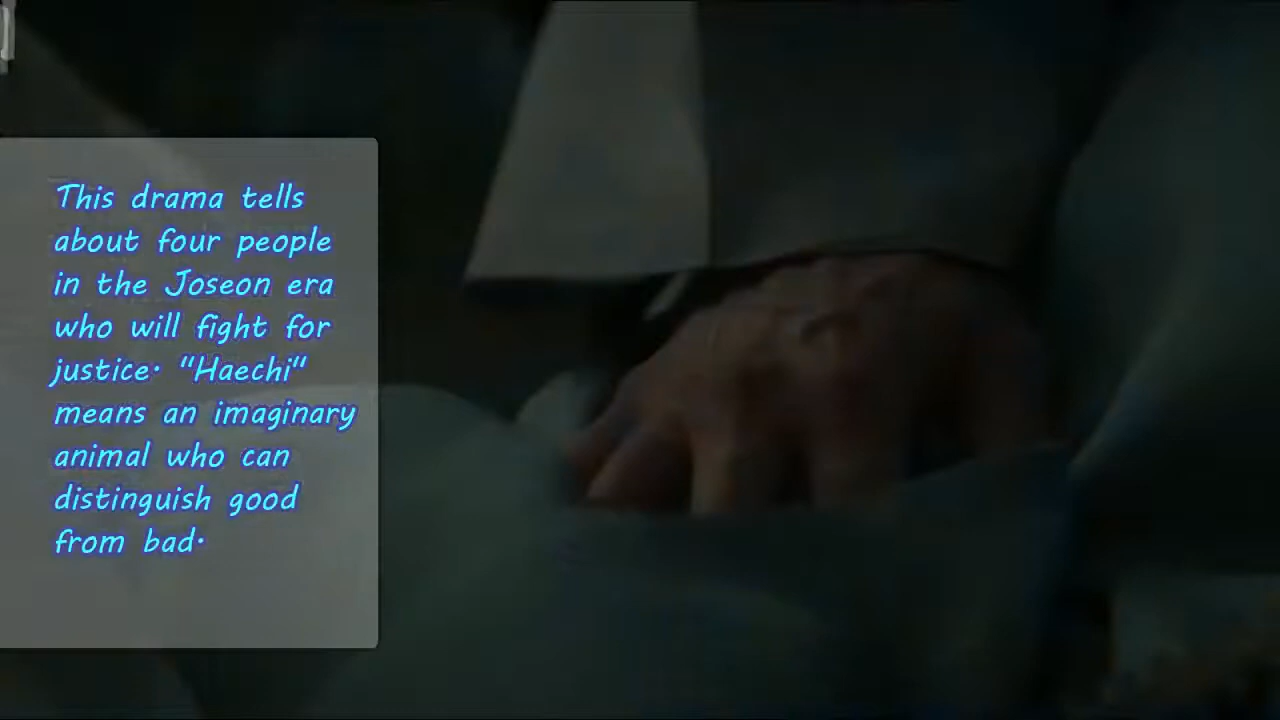 This drama tells
about four people
in the Joseon era
who will fight for
justice. "Haechi"
means an imaginary
animal who can
distinguish good
from bad.